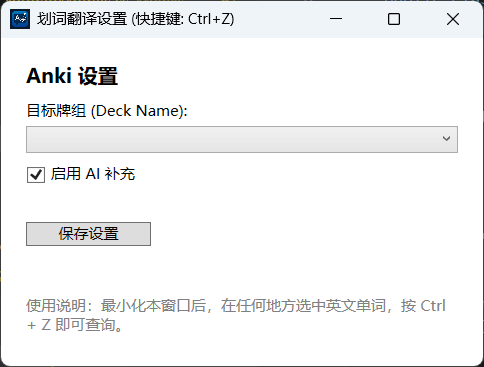 划词翻译设置 (快捷键: Ctrl+Z)
Anki 设置
目标牌组 (Deck Name):
启用 AI 补充
保存设置
使用说明：最小化本窗口后，在任何地方选中英文单词，按 Ctrl
+ Z 即可查询。